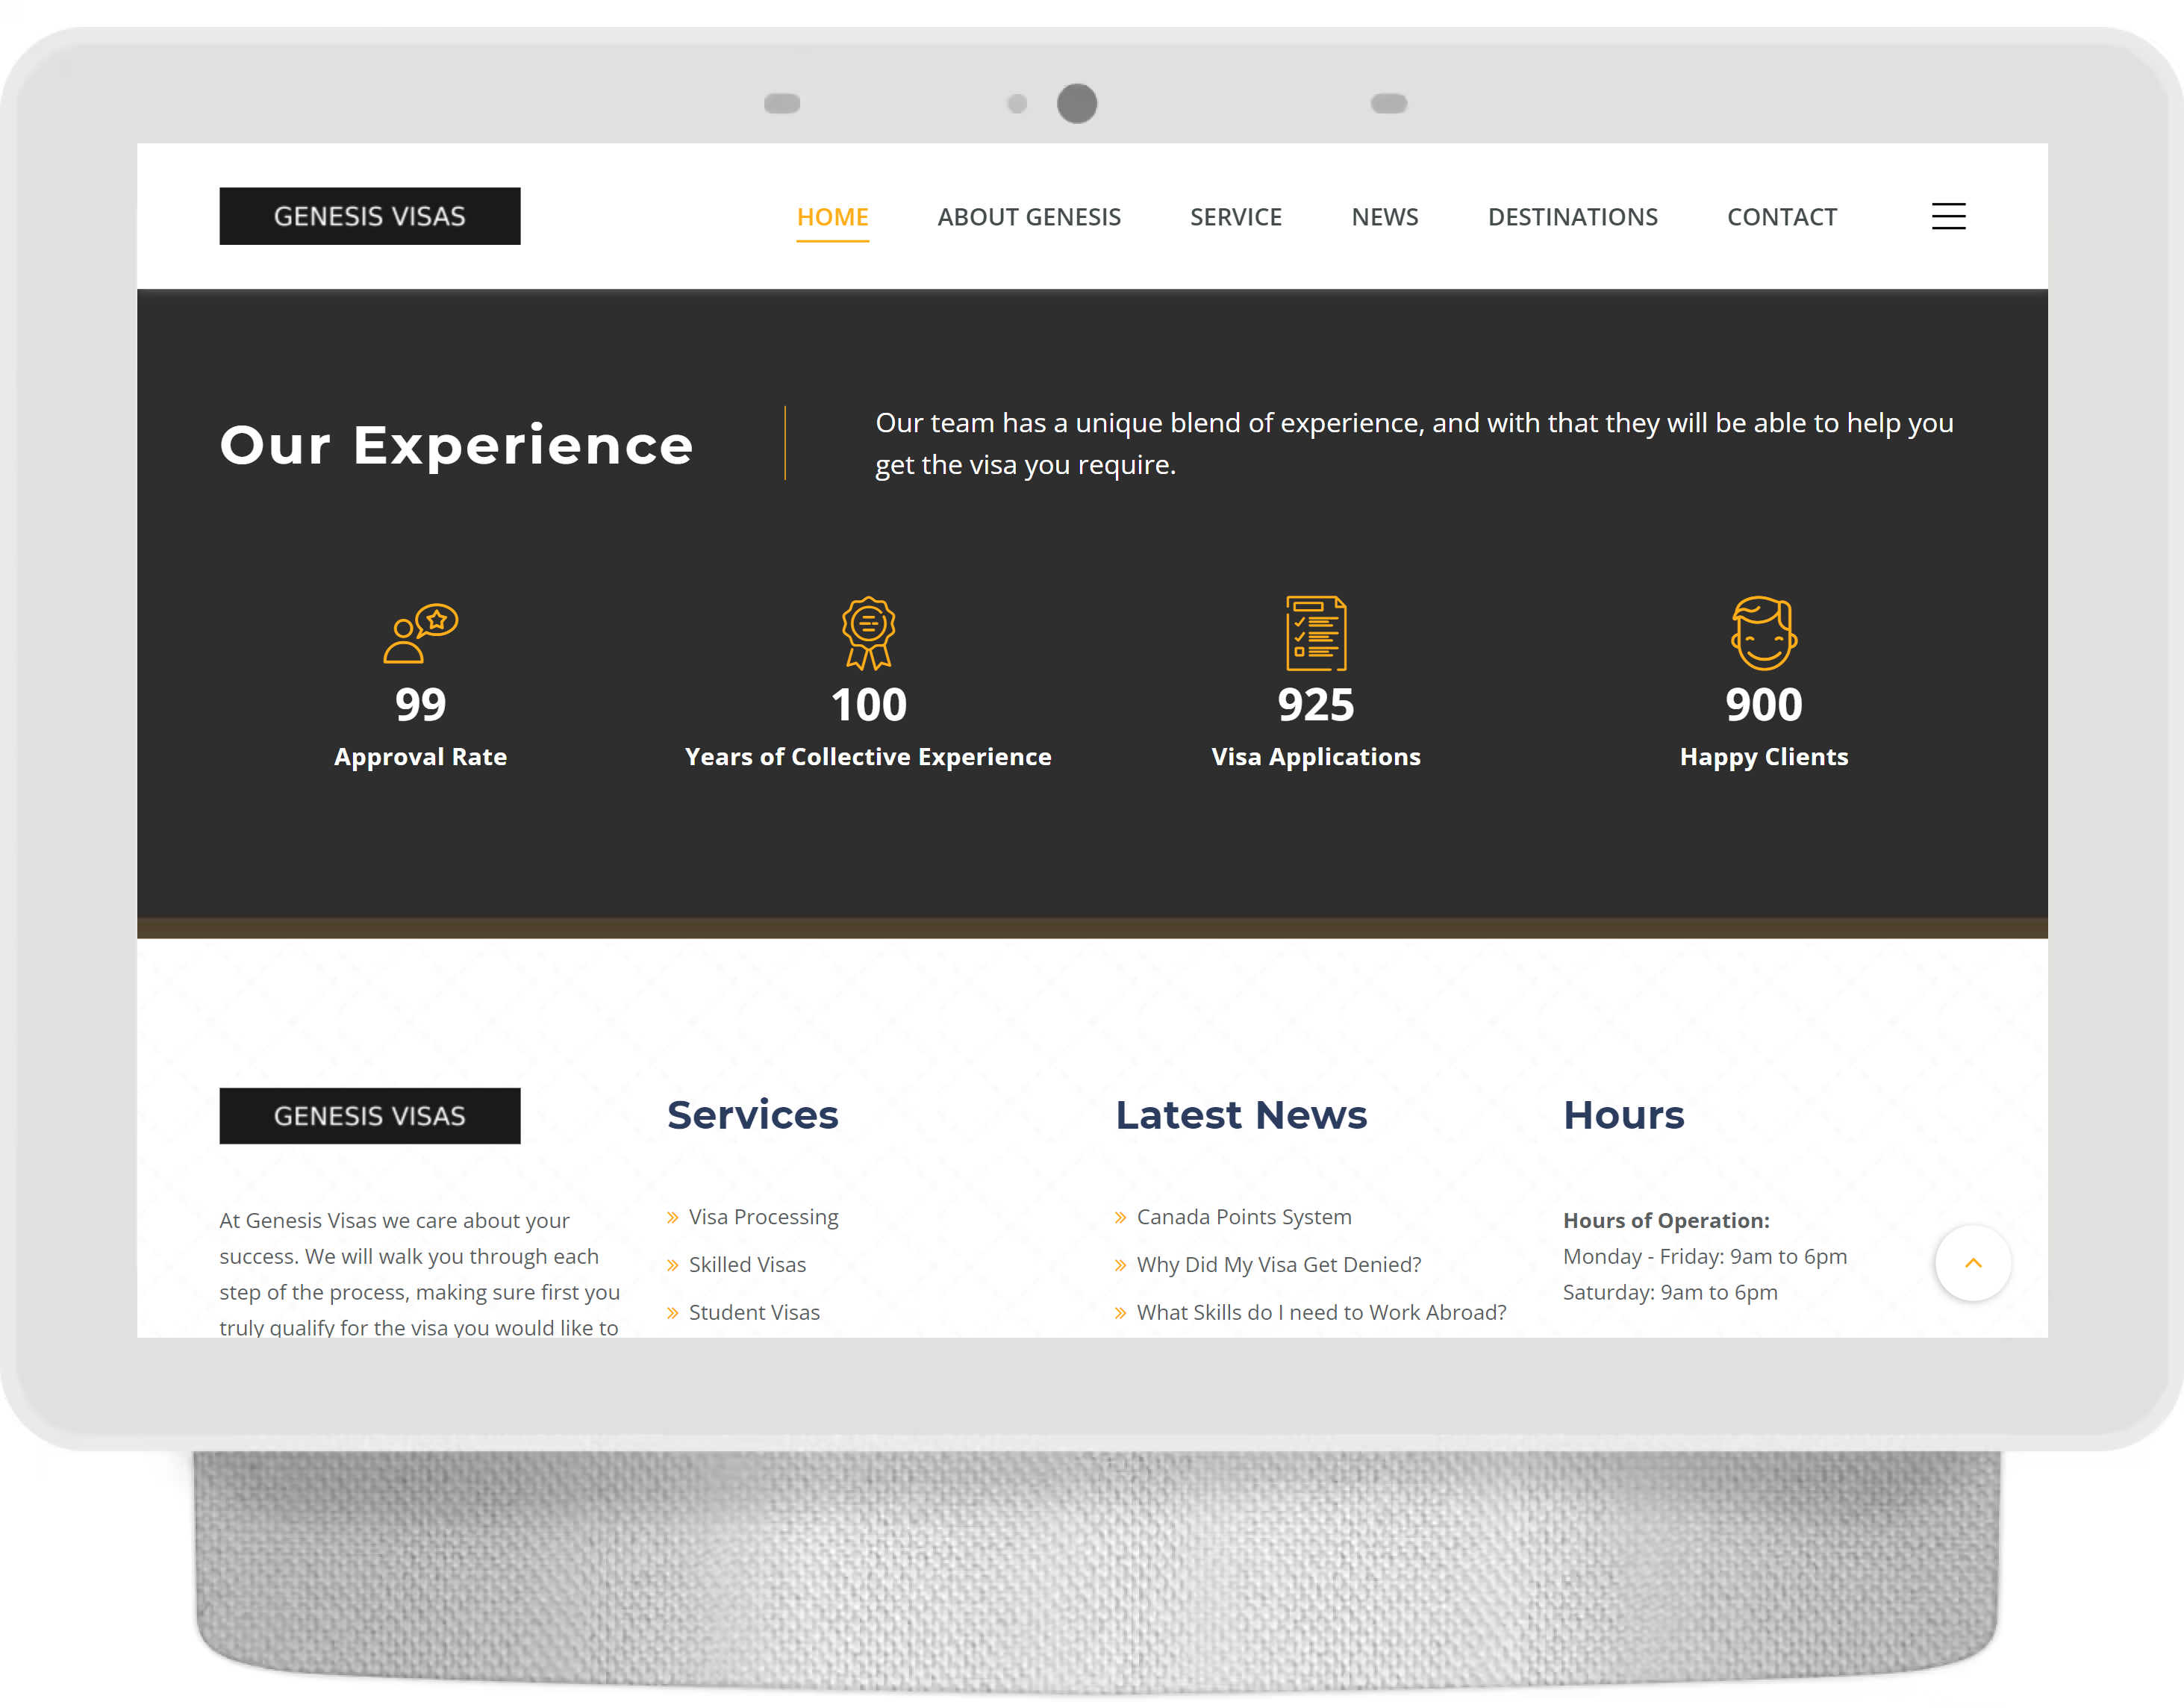 GENESIS VISAS
HOME
ABOUT GENESIS
SERVICE
NEWS
DESTINATIONS
CONTACT
Our Experience
Our team has a unique blend of experience, and with that they will be able to help you
get the visa you require.
99
Approval Rate
100
Years of Collective Experience
925
Visa Applications
900
Happy Clients
GENESIS VISAS
At Genesis Visas we care about your
success. We will walk you through each
step of the process, making sure first you
truly qualify for the visa you would like to
Services
Visa Processing
Skilled Visas
Student Visas
Latest News
Canada Points System
Why Did My Visa Get Denied?
What Skills do I need to Work Abroad?
Hours
Hours of Operation:
Monday - Friday: 9am to 6pm
Saturday: 9am to 6pm